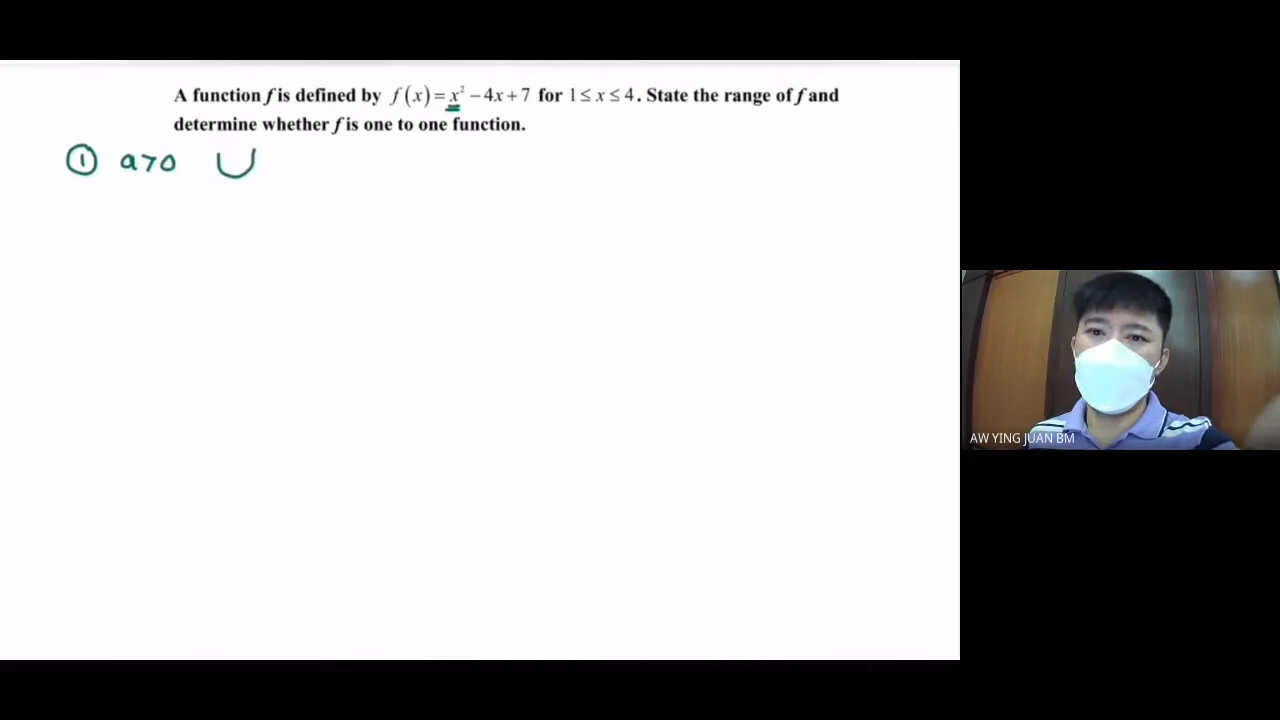 A function f is defined by f(x)=x²−4x+7 for 1≤x≤4. State the range of f and
determine whether f is one to one function.
① a>0
AW YING JUAN BM